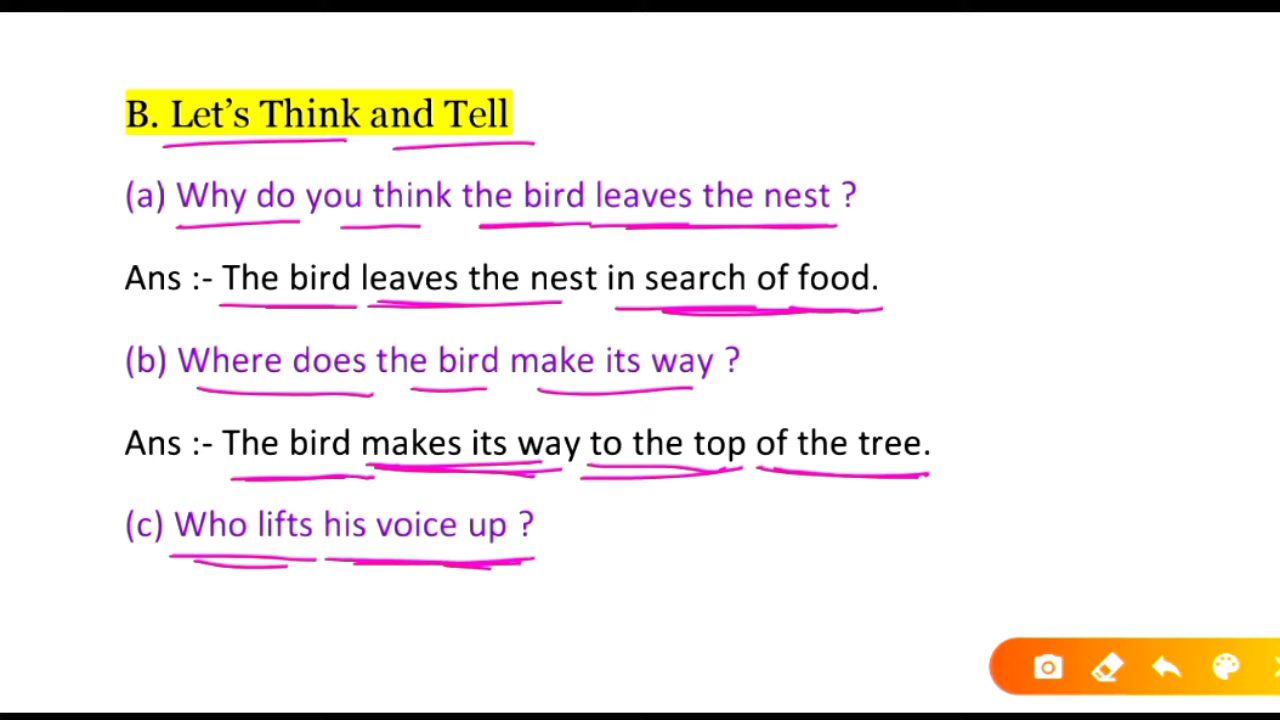 B. Let’s Think and Tell
(a) Why do you think the bird leaves the nest ?
Ans :- The bird leaves the nest in search of food.
(b) Where does the bird make its way ?
Ans :- The bird makes its way to the top of the tree.
(c) Who lifts his voice up ?